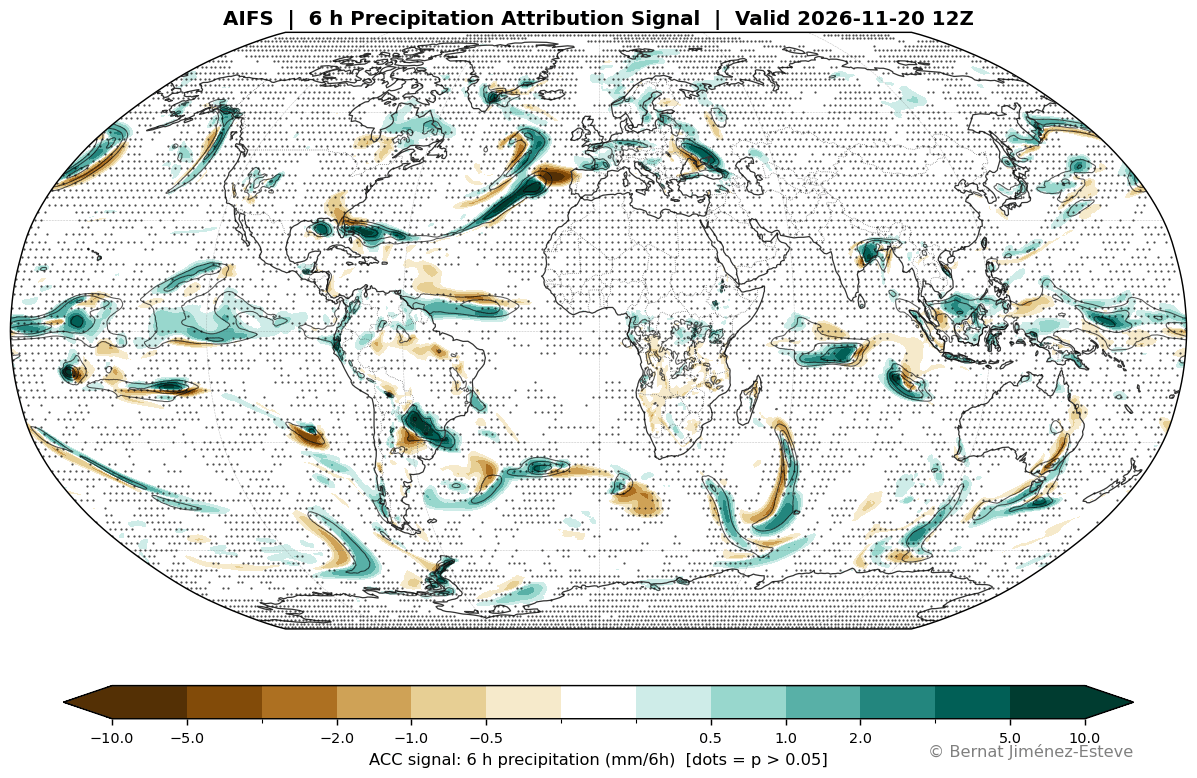 AIFS | 6 h Precipitation Attribution Signal | Valid 2026-11-20 12Z
−10.0 −5.0 −2.0 −1.0 −0.5 0.5 1.0 2.0 5.0 10.0
ACC signal: 6 h precipitation (mm/6h) [dots = p > 0.05]
© Bernat Jiménez-Esteve